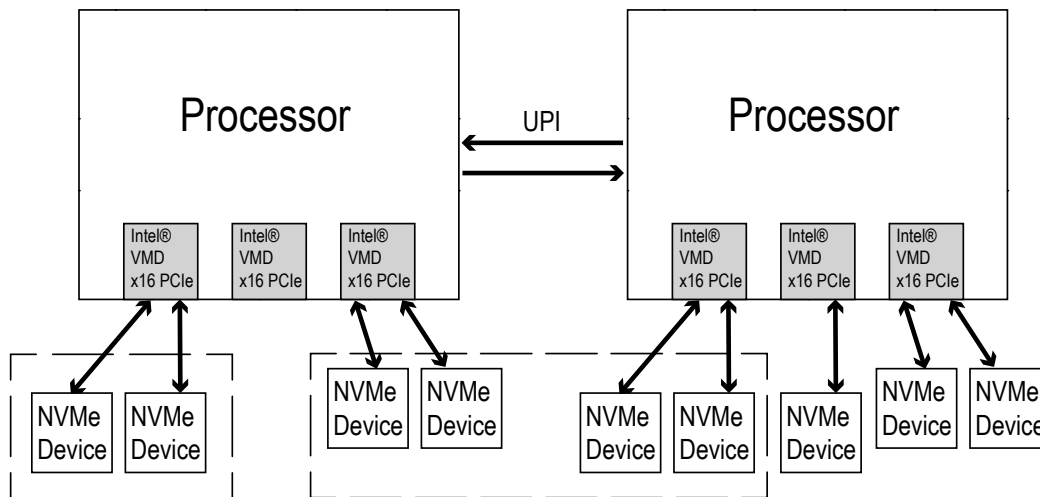 Processor
UPI
Processor
Intel®
VMD
x16 PCIe
Intel®
VMD
x16 PCIe
Intel®
VMD
x16 PCIe
Intel®
VMD
x16 PCIe
Intel®
VMD
x16 PCIe
Intel®
VMD
x16 PCIe
NVMe
Device
NVMe
Device
NVMe
Device
NVMe
Device
NVMe
Device
NVMe
Device
NVMe
Device
NVMe
Device
NVMe
Device